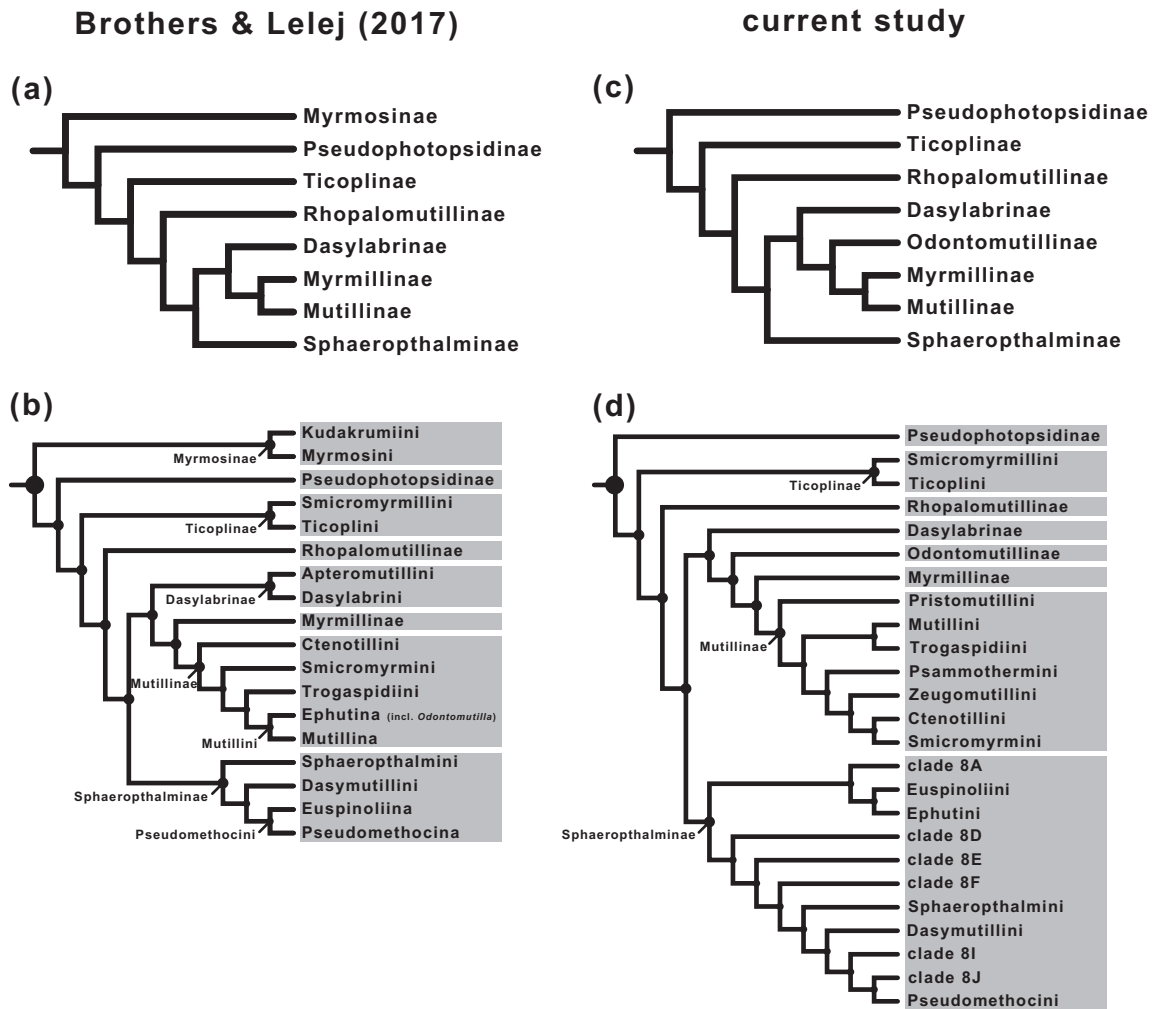 Brothers & Lelej (2017)
current study
(a)
Myrmosinae
Pseudophotopsidinae
Ticoplinae
Rhopalomutillinae
Dasylabrinae
Myrmillinae
Mutillinae
Sphaeropthalminae
(c)
Pseudophotopsidinae
Ticoplinae
Rhopalomutillinae
Dasylabrinae
Odontomutillinae
Myrmillinae
Mutillinae
Sphaeropthalminae
(b)
Kudakrumiini
Myrmosinae
Myrmosini
Pseudophotopsidinae
Smicromyrmillini
Ticoplinae
Ticoplini
Rhopalomutillinae
Apteromutillini
Dasylabrinae
Dasylabrini
Myrmillinae
Ctenotillini
Smicromyrmini
Mutillinae
Trogaspidiini
Ephutina (incl. Odontomutilla)
Mutillini
Mutillina
Sphaeropthalmini
Dasymutillini
Sphaeropthalminae
Euspinoliina
Pseudomethocini
Pseudomethocina
(d)
Pseudophotopsidinae
Smicromyrmillini
Ticoplinae
Ticoplini
Rhopalomutillinae
Dasylabrinae
Odontomutillinae
Myrmillinae
Pristomutillini
Mutillini
Mutillinae
Trogaspidiini
Psammothermini
Zeugomutillini
Ctenotillini
Smicromyrmini
clade 8A
Euspinoliini
Ephutini
Sphaeropthalminae
clade 8D
clade 8E
clade 8F
Sphaeropthalmini
Dasymutillini
clade 8I
clade 8J
Pseudomethocini